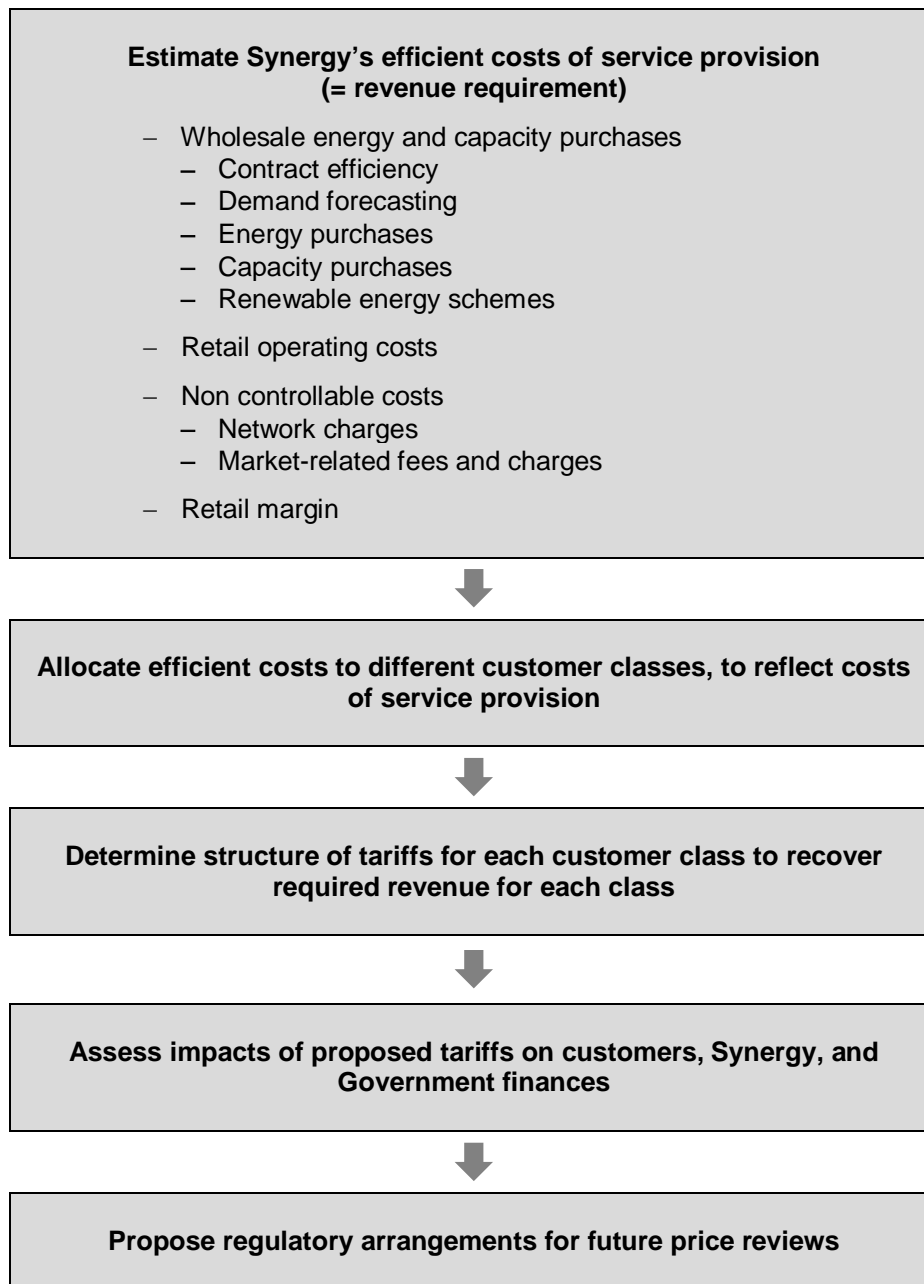 Estimate Synergy’s efficient costs of service provision
(= revenue requirement)
– Wholesale energy and capacity purchases
– Contract efficiency
– Demand forecasting
– Energy purchases
– Capacity purchases
– Renewable energy schemes
– Retail operating costs
– Non controllable costs
– Network charges
– Market-related fees and charges
– Retail margin
Allocate efficient costs to different customer classes, to reflect costs
of service provision
Determine structure of tariffs for each customer class to recover
required revenue for each class
Assess impacts of proposed tariffs on customers, Synergy, and
Government finances
Propose regulatory arrangements for future price reviews